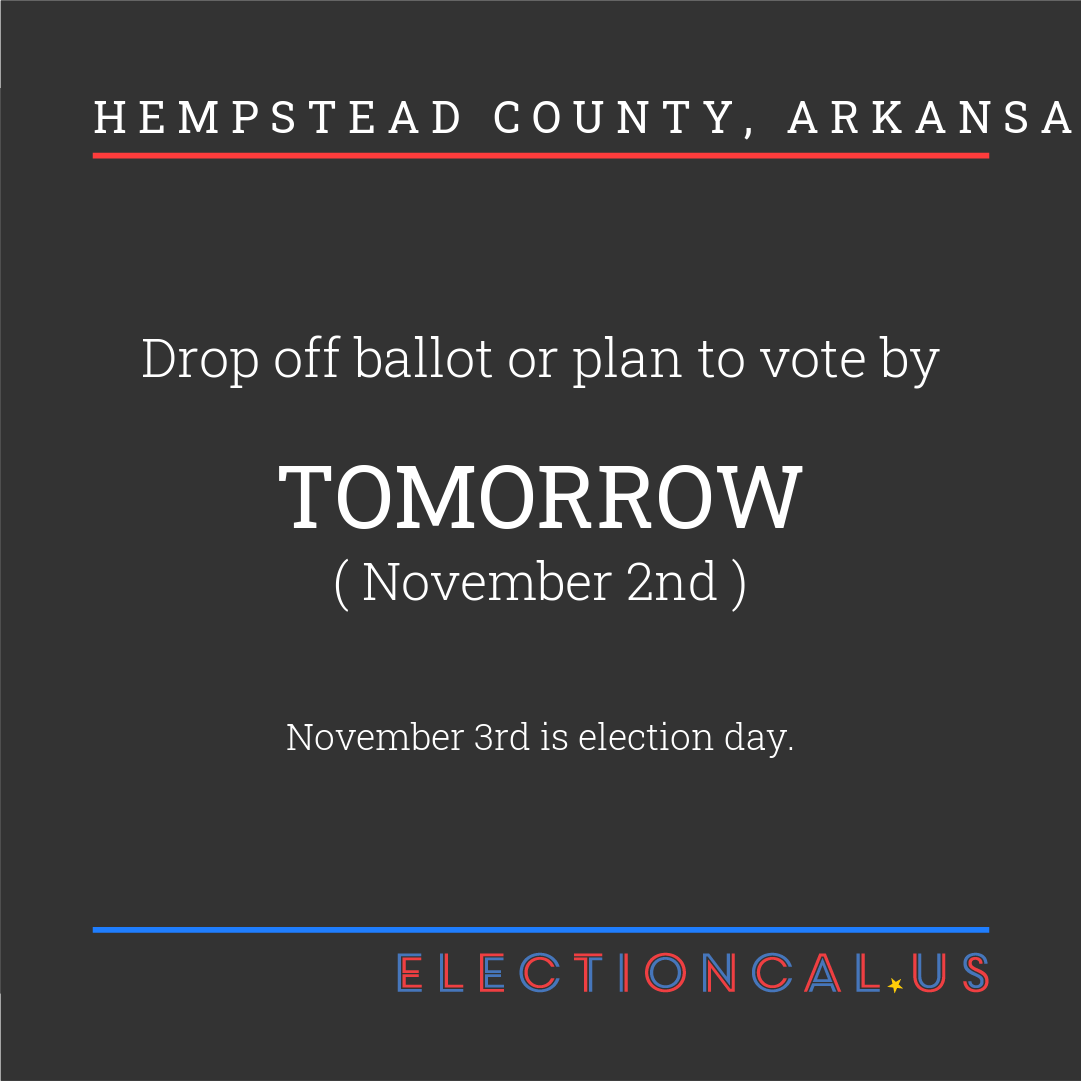 HEMPSTEAD COUNTY, ARKANSA
Drop off ballot or plan to vote by
TOMORROW
( November 2nd )
November 3rd is election day.
ELECTIONCAL.US